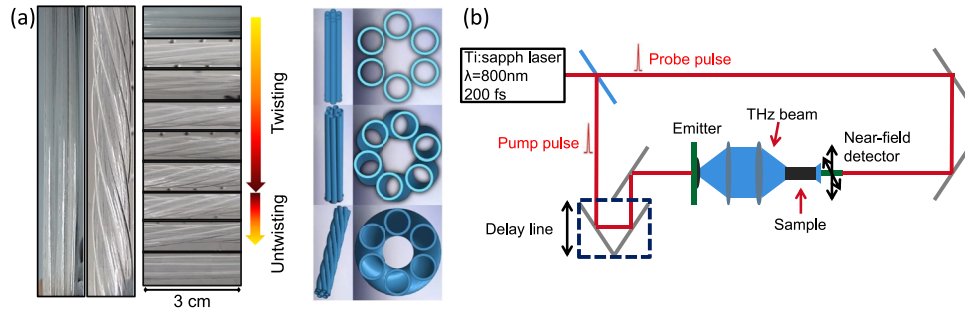 (a)
Twisting
Untwisting
3 cm
(b)
Ti:sapph laser
λ=800nm
200 fs
Probe pulse
Pump pulse
Delay line
Emitter
THz beam
Near-field
detector
Sample